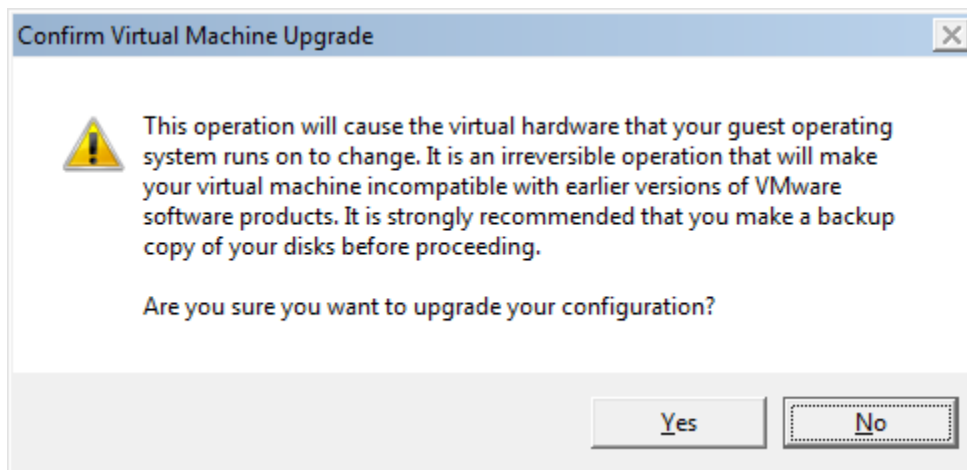 Confirm Virtual Machine Upgrade
This operation will cause the virtual hardware that your guest operating
system runs on to change. It is an irreversible operation that will make
your virtual machine incompatible with earlier versions of VMware
software products. It is strongly recommended that you make a backup
copy of your disks before proceeding.
Are you sure you want to upgrade your configuration?
Yes
No